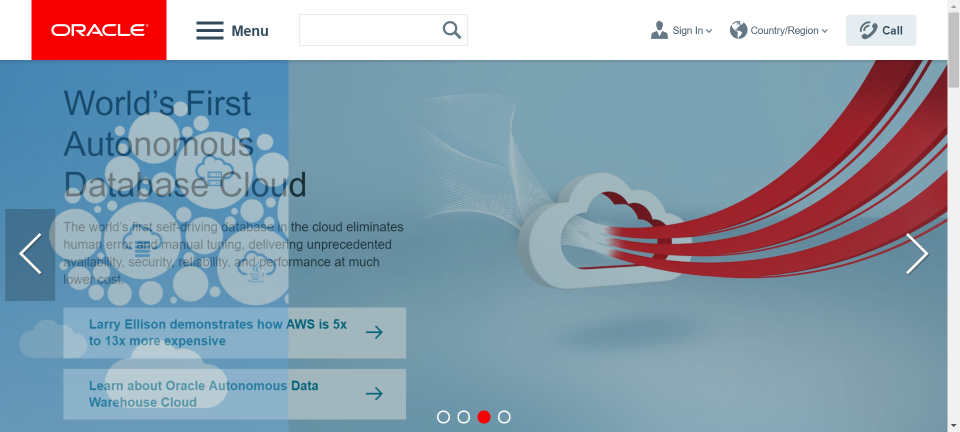 ORACLE
Menu
Sign In
Country/Region
Call
World's First
Autonomous
Database Cloud
The world's first self-driving database in the cloud eliminates
human error and manual tuning, delivering unprecedented
availability, security, reliability, and performance at much
lower cost.
Larry Ellison demonstrates how AWS is 5x
to 13x more expensive
Learn about Oracle Autonomous Data
Warehouse Cloud